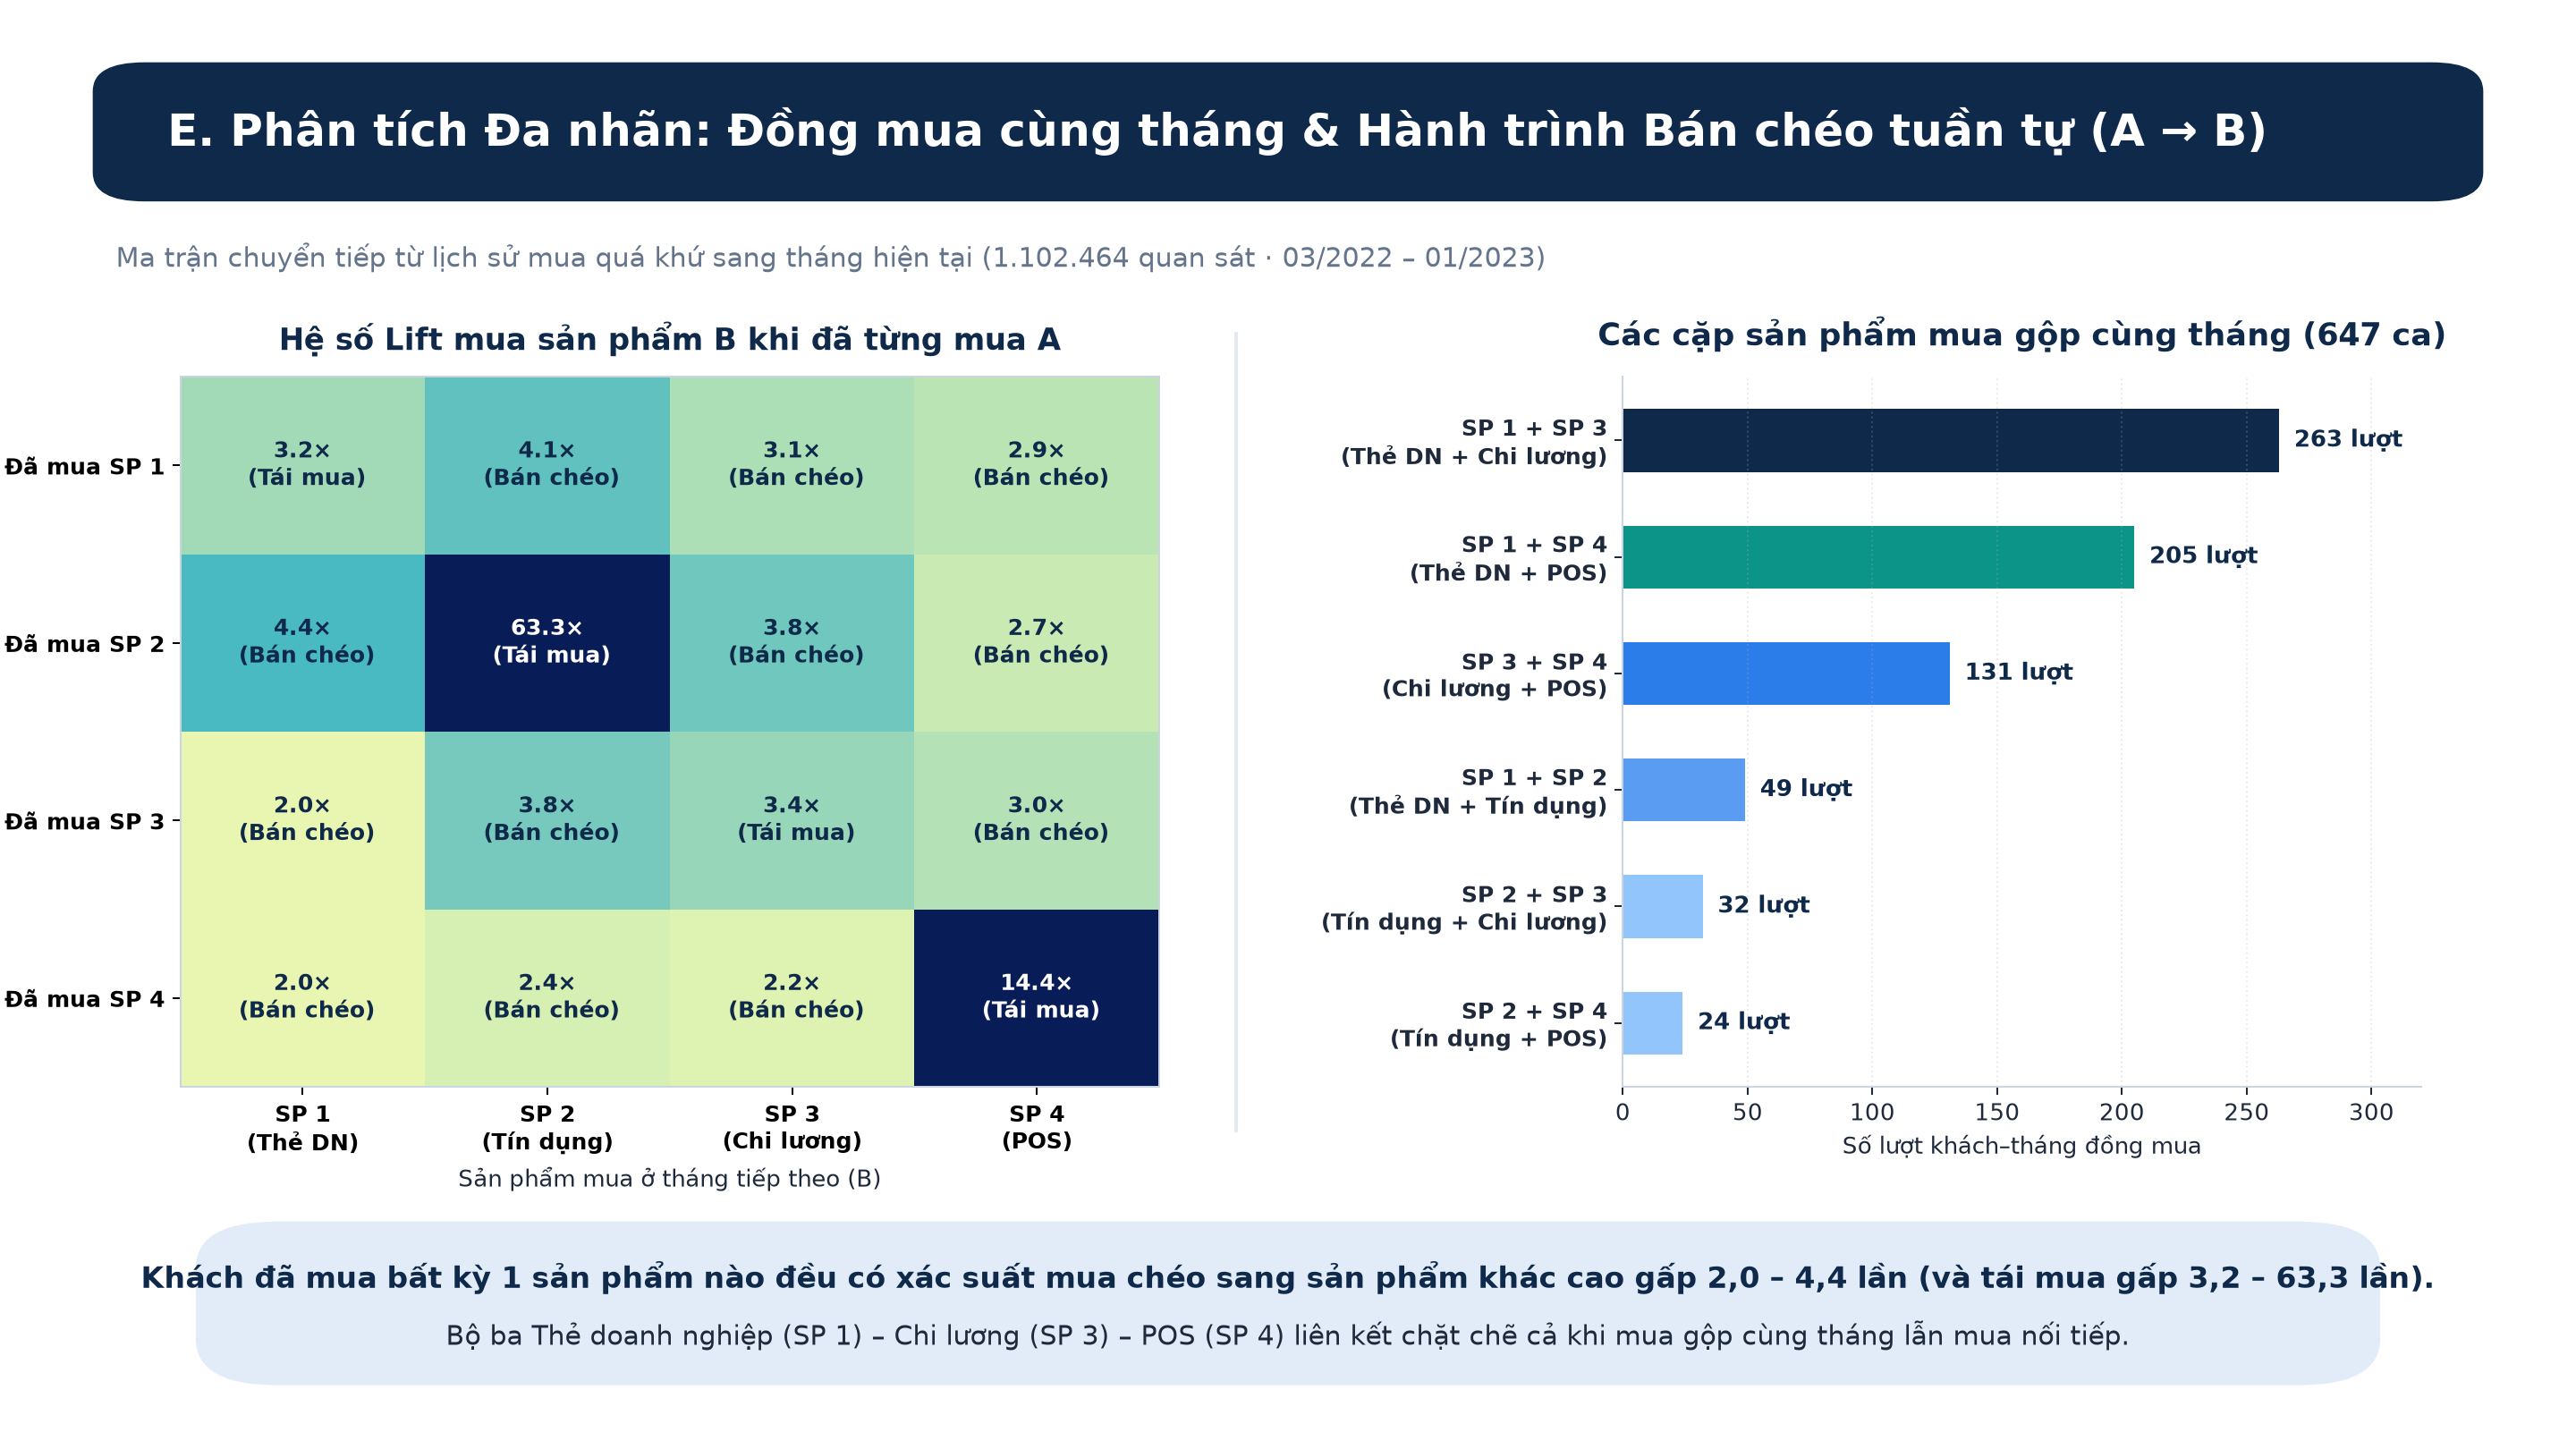 E. Phân tích Đa nhãn: Đồng mua cùng tháng & Hành trình Bán chéo tuần tự (A → B)
Ma trận chuyển tiếp từ lịch sử mua quá khứ sang tháng hiện tại (1.102.464 quan sát · 03/2022 – 01/2023)
Hệ số Lift mua sản phẩm B khi đã từng mua A
Đã mua SP 1
3.2×
(Tái mua)
4.1×
(Bán chéo)
3.1×
(Bán chéo)
2.9×
(Bán chéo)
Đã mua SP 2
4.4×
(Bán chéo)
63.3×
(Tái mua)
3.8×
(Bán chéo)
2.7×
(Bán chéo)
Đã mua SP 3
2.0×
(Bán chéo)
3.8×
(Bán chéo)
3.4×
(Tái mua)
3.0×
(Bán chéo)
Đã mua SP 4
2.0×
(Bán chéo)
2.4×
(Bán chéo)
2.2×
(Bán chéo)
14.4×
(Tái mua)
SP 1
(Thẻ DN)
SP 2
(Tín dụng)
SP 3
(Chi lương)
SP 4
(POS)
Sản phẩm mua ở tháng tiếp theo (B)
Các cặp sản phẩm mua gộp cùng tháng (647 ca)
SP 1 + SP 3
(Thẻ DN + Chi lương)
263 lượt
SP 1 + SP 4
(Thẻ DN + POS)
205 lượt
SP 3 + SP 4
(Chi lương + POS)
131 lượt
SP 1 + SP 2
(Thẻ DN + Tín dụng)
49 lượt
SP 2 + SP 3
(Tín dụng + Chi lương)
32 lượt
SP 2 + SP 4
(Tín dụng + POS)
24 lượt
0 50 100 150 200 250 300
Số lượt khách–tháng đồng mua
Khách đã mua bất kỳ 1 sản phẩm nào đều có xác suất mua chéo sang sản phẩm khác cao gấp 2,0 – 4,4 lần (và tái mua gấp 3,2 – 63,3 lần).
Bộ ba Thẻ doanh nghiệp (SP 1) – Chi lương (SP 3) – POS (SP 4) liên kết chặt chẽ cả khi mua gộp cùng tháng lẫn mua nối tiếp.